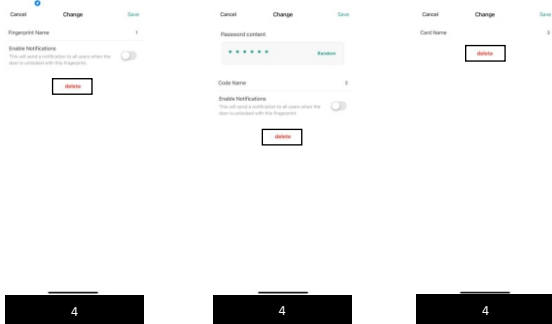 Cancel Change Save
Fingerprint Name 1
Enable Notifications
This will send a notification to all users when the
door is unlocked with this fingerprint.
delete
4
Cancel Change Save
Password content
* * * * * * Random
Code Name 3
Enable Notifications
This will send a notification to all users when the
door is unlocked with this fingerprint.
delete
4
Cancel Change Save
Card Name 3
delete
4